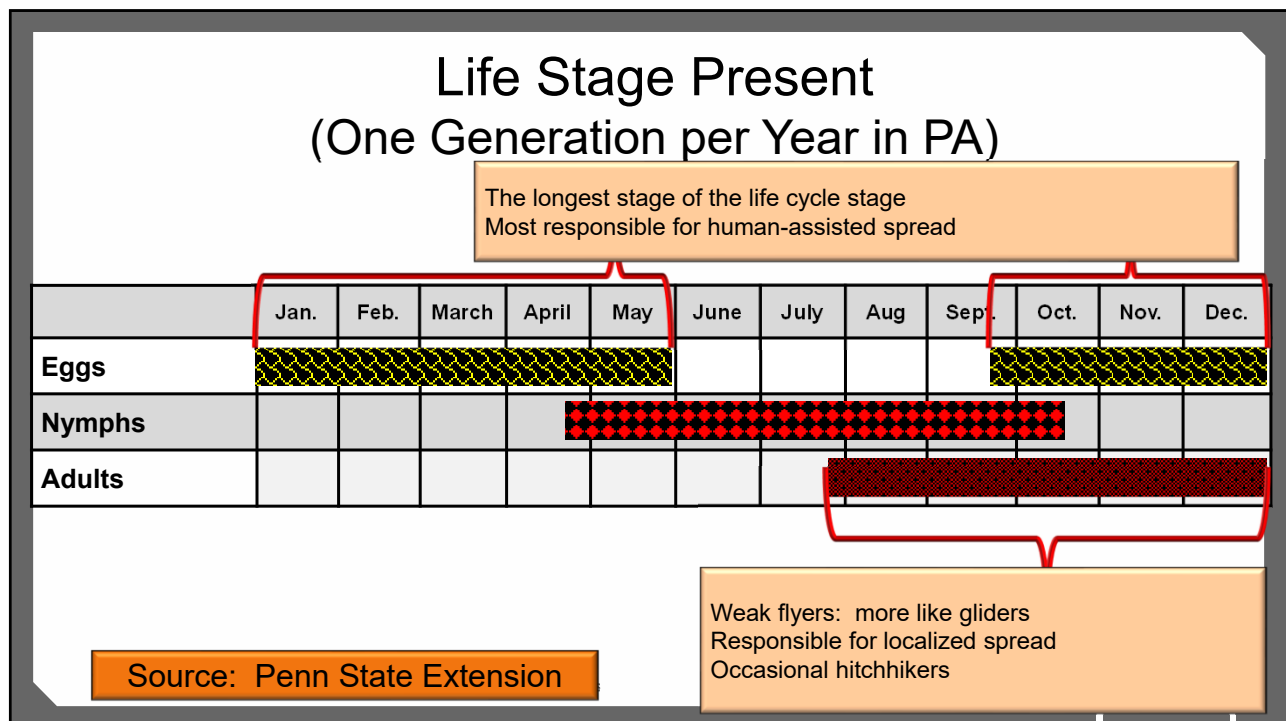 Life Stage Present
(One Generation per Year in PA)
The longest stage of the life cycle stage
Most responsible for human-assisted spread
Jan. Feb. March April May June July Aug Sept. Oct. Nov. Dec.
Eggs
Nymphs
Adults
Weak flyers: more like gliders
Responsible for localized spread
Occasional hitchhikers
Source: Penn State Extension